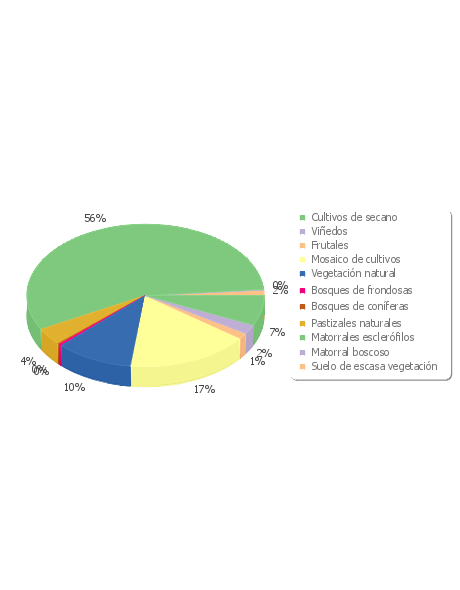 56%
0%
2%
7%
2%
1%
17%
10%
0%
0%
4%
Cultivos de secano
Viñedos
Frutales
Mosaico de cultivos
Vegetación natural
Bosques de frondosas
Bosques de coníferas
Pastizales naturales
Matorrales esclerófilos
Matorral boscoso
Suelo de escasa vegetación